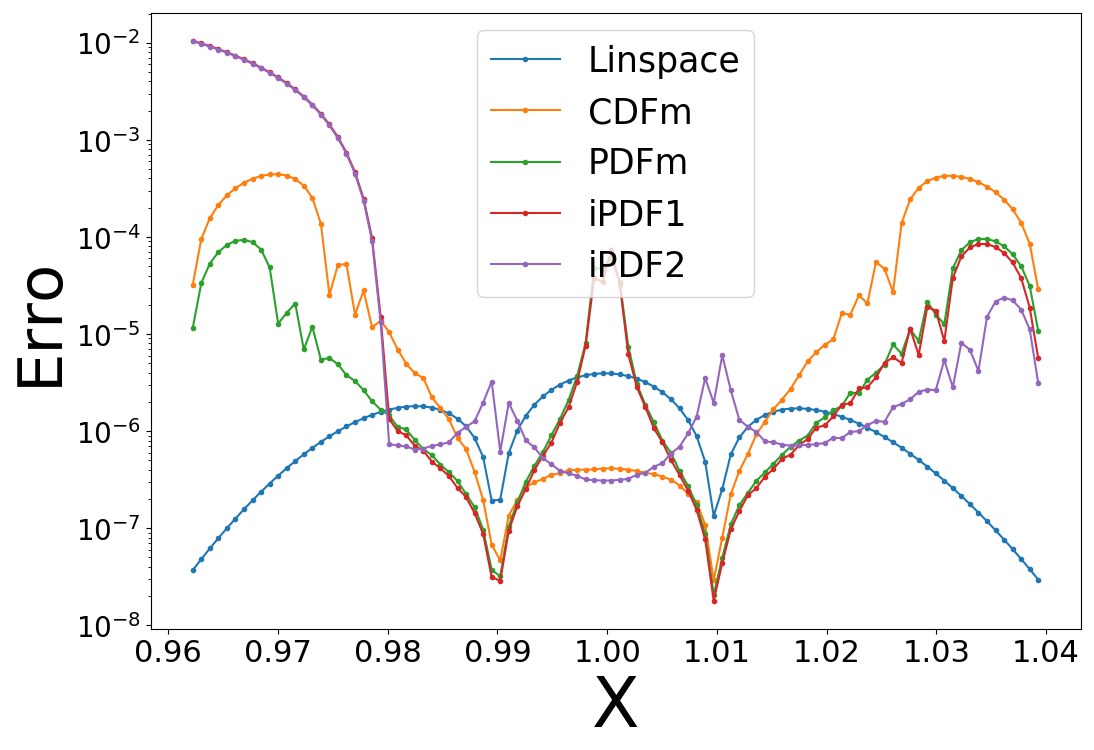 10⁻²
10⁻³
10⁻⁴
10⁻⁵
10⁻⁶
10⁻⁷
10⁻⁸
Erro
Linspace
CDFm
PDFm
iPDF1
iPDF2
0.96 0.97 0.98 0.99 1.00 1.01 1.02 1.03 1.04
X